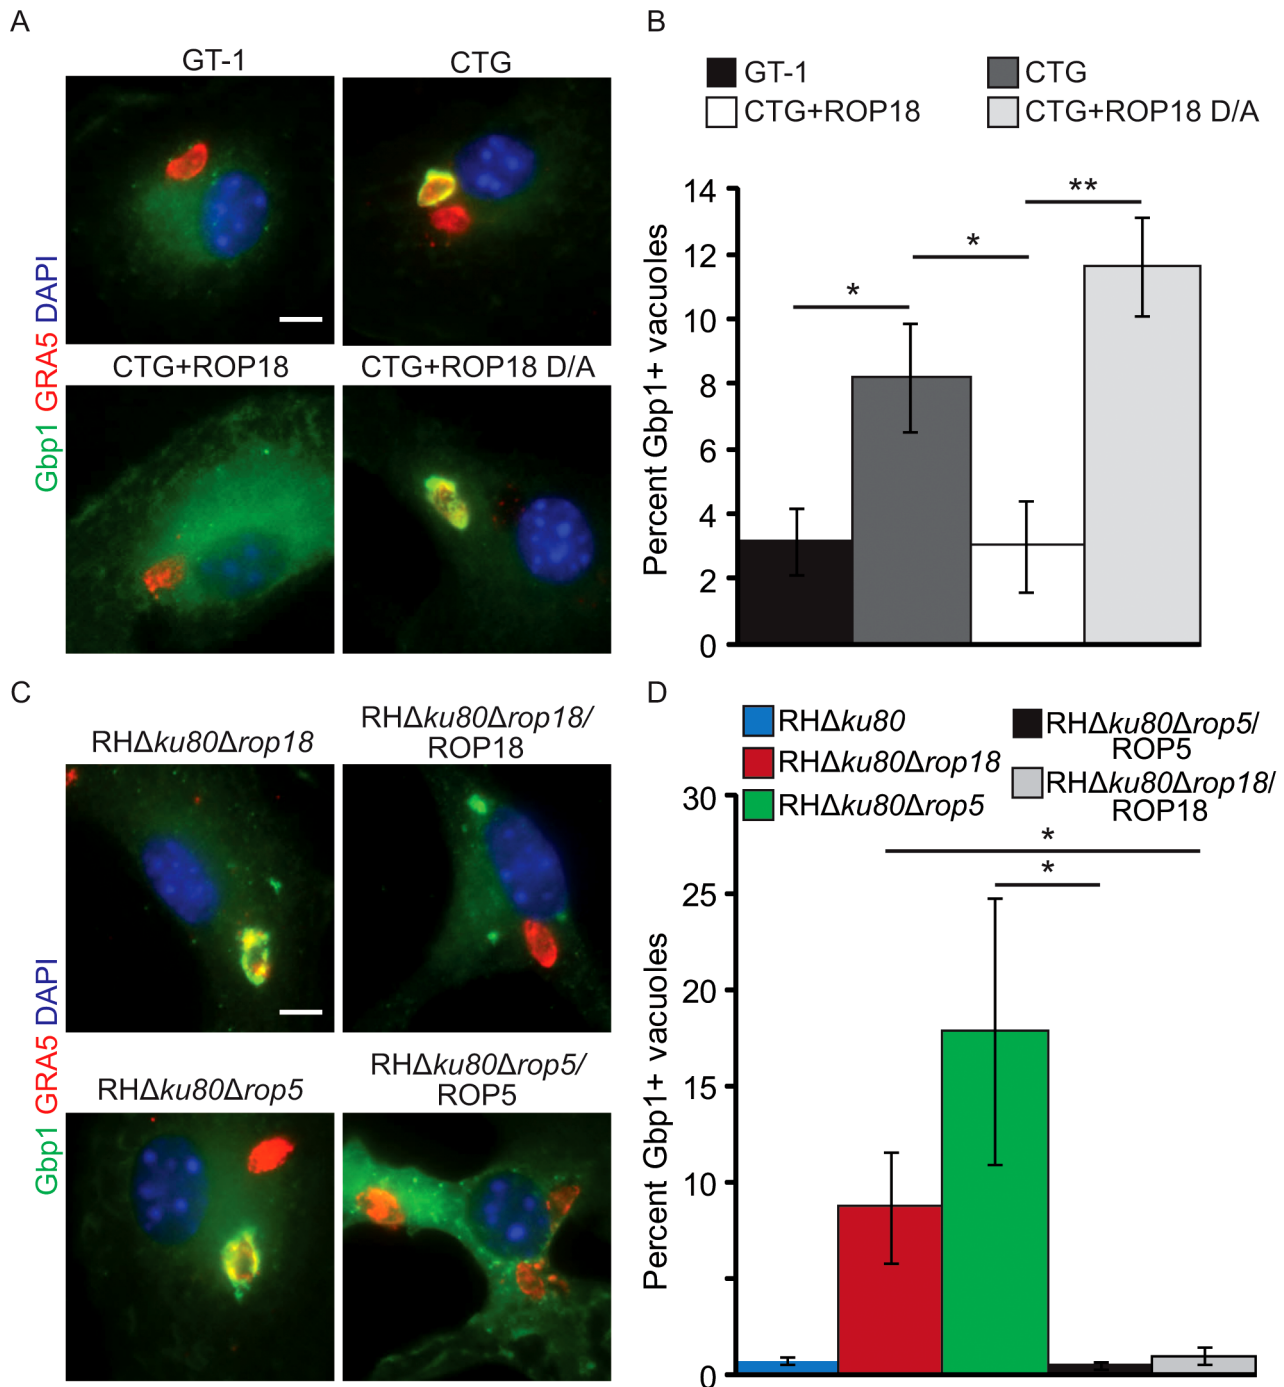 A
GT-1
CTG
CTG+ROP18
CTG+ROP18 D/A
Gbp1 GRA5 DAPI
B
GT-1
CTG
CTG+ROP18
CTG+ROP18 D/A
Percent Gbp1+ vacuoles
14
12
10
8
6
4
2
0
*
*
**
C
RHΔku80Δrop18
RHΔku80Δrop18/
ROP18
RHΔku80Δrop5
RHΔku80Δrop5/
ROP5
Gbp1 GRA5 DAPI
D
RHΔku80
RHΔku80Δrop18
RHΔku80Δrop5
RHΔku80Δrop5/
ROP5
RHΔku80Δrop18/
ROP18
Percent Gbp1+ vacuoles
30
25
20
15
10
0
*
*